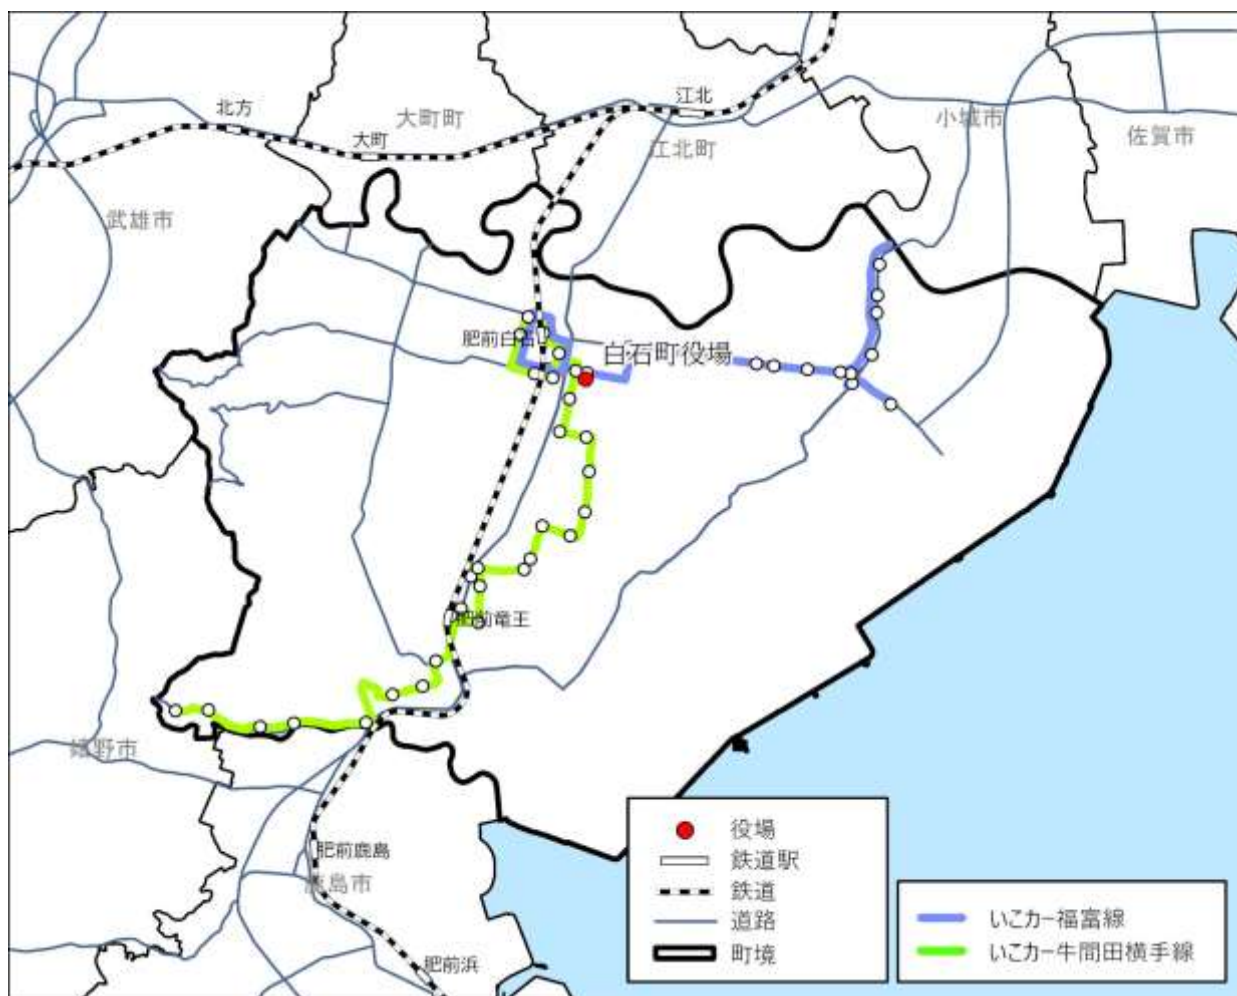 江北
北方
大町町
小城市
佐賀市
大町
江北町
武雄市
肥前白石
白石町役場
肥前竜王
嬉野市
肥前鹿島
鹿島市
肥前浜
役場
鉄道駅
鉄道
道路
町境
いこカー福富線
いこカー牛間田横手線